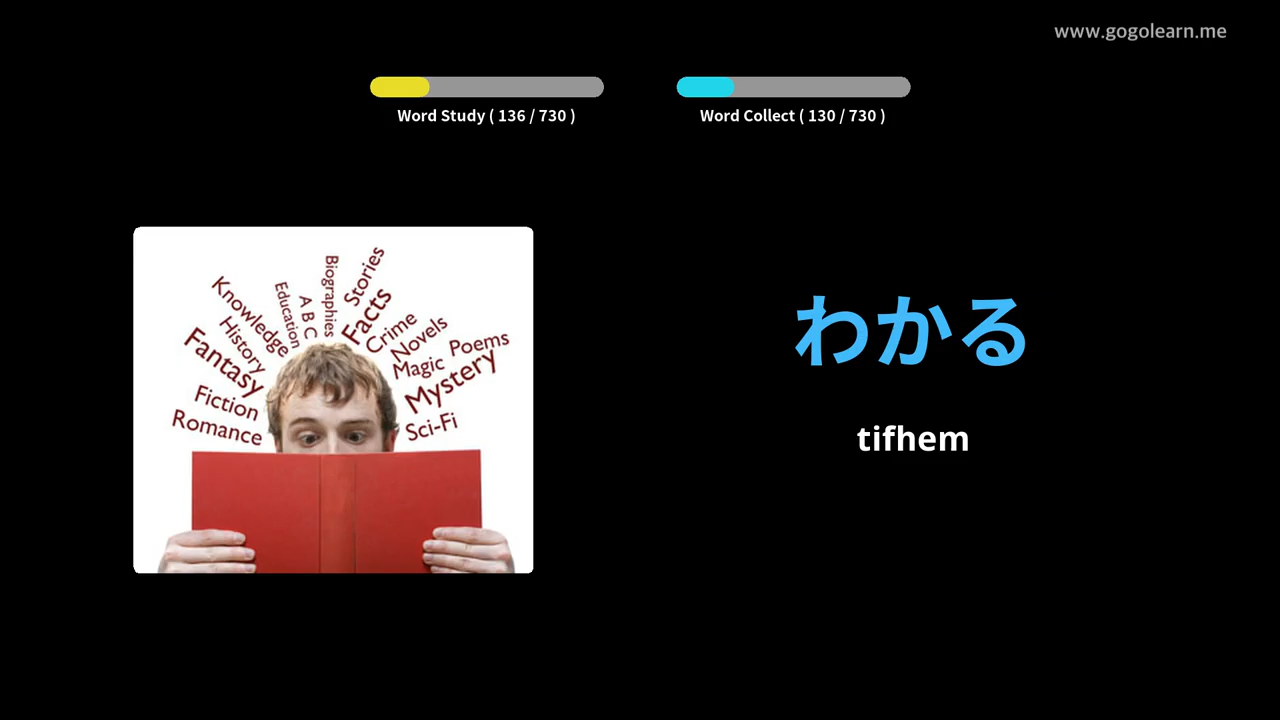 www.gogolearn.me
Word Study ( 136 / 730 )
Word Collect ( 130 / 730 )
Knowledge
History
Fantasy
Fiction
Romance
Education
A B C
Biographies
Stories
Facts
Crime
Novels
Magic
Poems
Mystery
Sci-Fi
わかる
tifhem